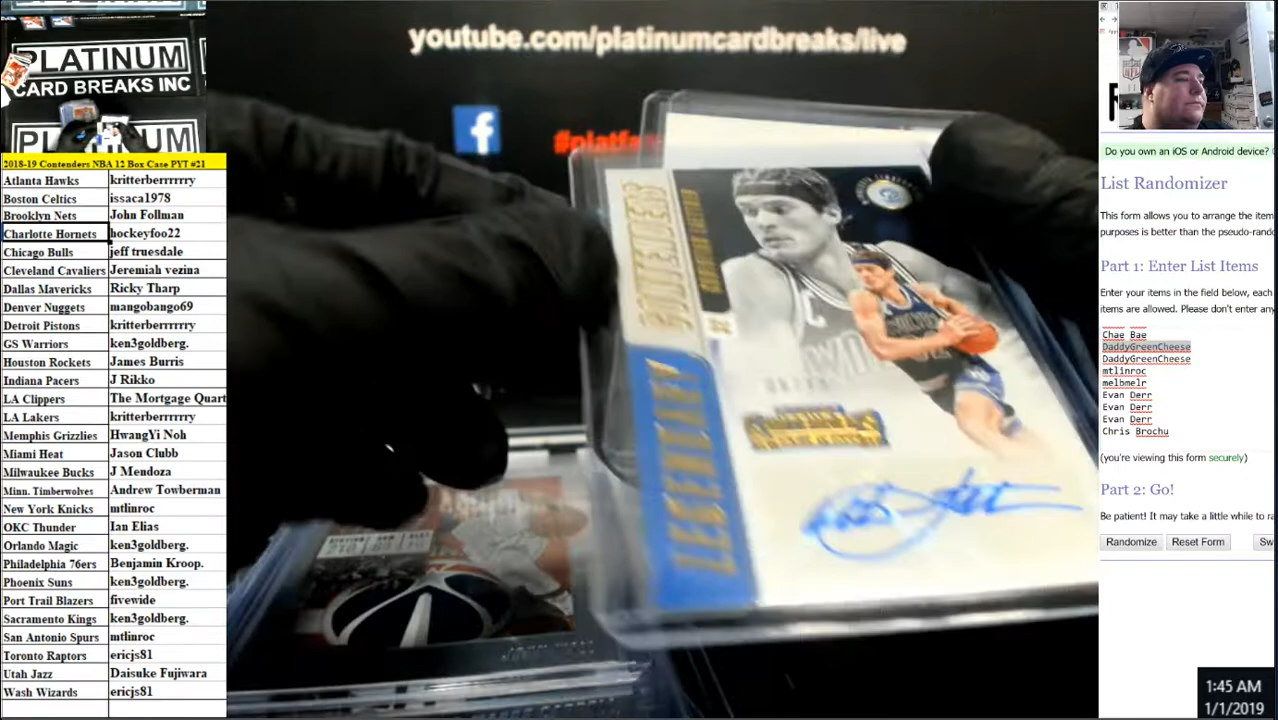 PLATINUM
CARD BREAKS INC
youtube.com/platinumcardbreaks/live
f
#platfa
2018-19 Contenders NBA 12 Box Case PYT #21
Atlanta Hawks kritterberrrrrry
Boston Celtics issaca1978
Brooklyn Nets John Follman
Charlotte Hornets hockeyfoo22
Chicago Bulls jeff truesdale
Cleveland Cavaliers Jeremiah vezina
Dallas Mavericks Ricky Tharp
Denver Nuggets mangobango69
Detroit Pistons kritterberrrrrry
GS Warriors ken3goldberg.
Houston Rockets James Burris
Indiana Pacers J Rikko
LA Clippers The Mortgage Quart
LA Lakers kritterberrrrrry
Memphis Grizzlies HwangYi Noh
Miami Heat Jason Clubb
Milwaukee Bucks J Mendoza
Minn. Timberwolves Andrew Towberman
New York Knicks mtlinroc
OKC Thunder Ian Elias
Orlando Magic ken3goldberg.
Philadelphia 76ers Benjamin Kroop.
Phoenix Suns ken3goldberg.
Port Trail Blazers fivewide
Sacramento Kings ken3goldberg.
San Antonio Spurs mtlinroc
Toronto Raptors ericjs81
Utah Jazz Daisuke Fujiwara
Wash Wizards ericjs81
LEGENDARY
CONTENDERS
Do you own an iOS or Android device?
List Randomizer
This form allows you to arrange the item
purposes is better than the pseudo-rando
Part 1: Enter List Items
Enter your items in the field below, each
items are allowed. Please don't enter any
Chae Bae
DaddyGreenCheese
DaddyGreenCheese
mtlinroc
melbmelr
Evan Derr
Evan Derr
Evan Derr
Chris Brochu
(you're viewing this form securely)
Part 2: Go!
Be patient! It may take a little while to ra
Randomize Reset Form Sw
1:45 AM
1/1/2019